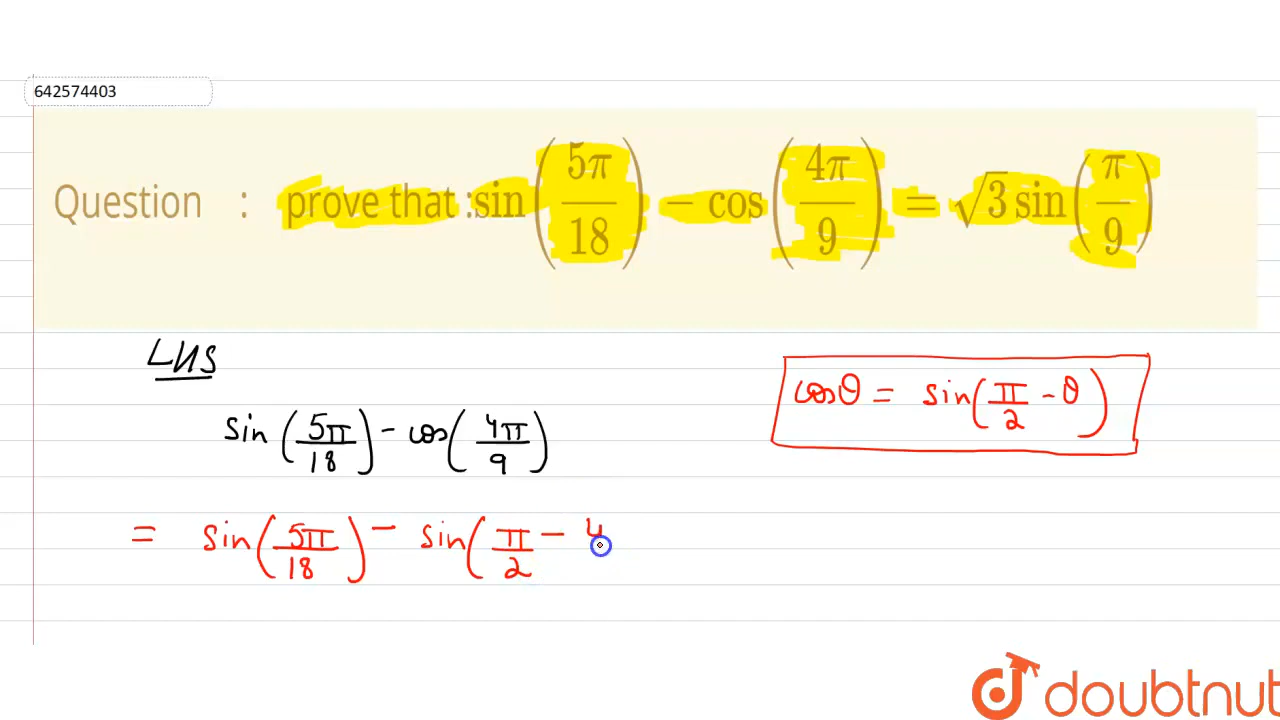 642574403
Question : prove that :sin(5π/18) − cos(4π/9) = √3 sin(π/9)
LHS
sin(5π/18) − cos(4π/9)
cosθ = sin(π/2 − θ)
= sin(5π/18) − sin(π/2 − 4
doubtnut